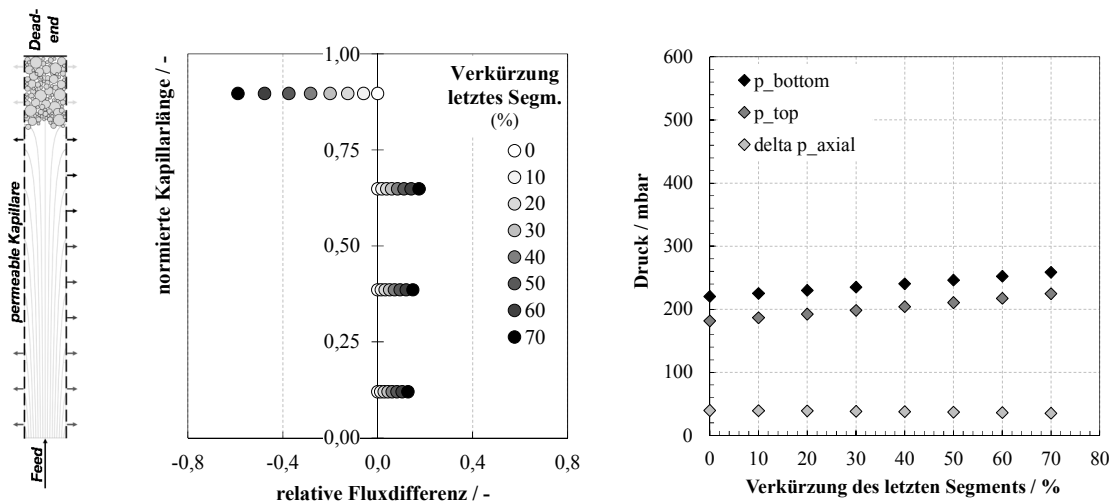 Dead-
end
permeable Kapillare
Feed
normierte Kapillarlänge / -
1,00
0,75
0,50
0,25
0,00
-0,8
-0,4
0,0
0,4
0,8
relative Fluxdifferenz / -
Verkürzung
letztes Segm.
(%)
0
10
20
30
40
50
60
70
Druck / mbar
600
500
400
300
200
100
0
p_bottom
p_top
delta p_axial
0
10
20
30
40
50
60
70
80
Verkürzung des letzten Segments / %